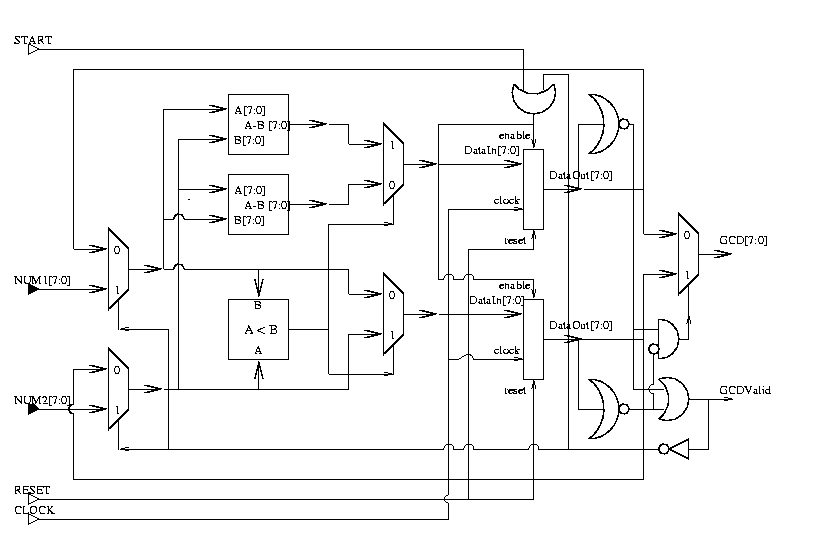 START
A[7:0]
A-B [7:0]
B[7:0]
1
0
enable
DataIn[7:0]
DataOut[7:0]
clock
reset
A[7:0]
A-B [7:0]
B[7:0]
0
1
GCD[7:0]
0
1
NUM1[7:0]
B
A < B
A
0
1
enable
DataIn[7:0]
DataOut[7:0]
clock
reset
0
1
NUM2[7:0]
GCDValid
RESET
CLOCK